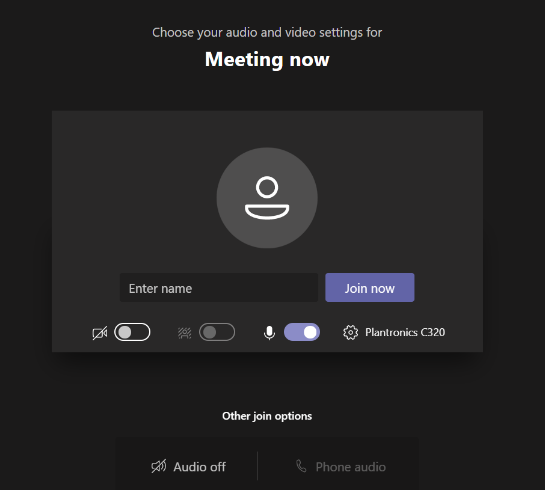 Choose your audio and video settings for
Meeting now
Enter name
Join now
Plantronics C320
Other join options
Audio off
Phone audio